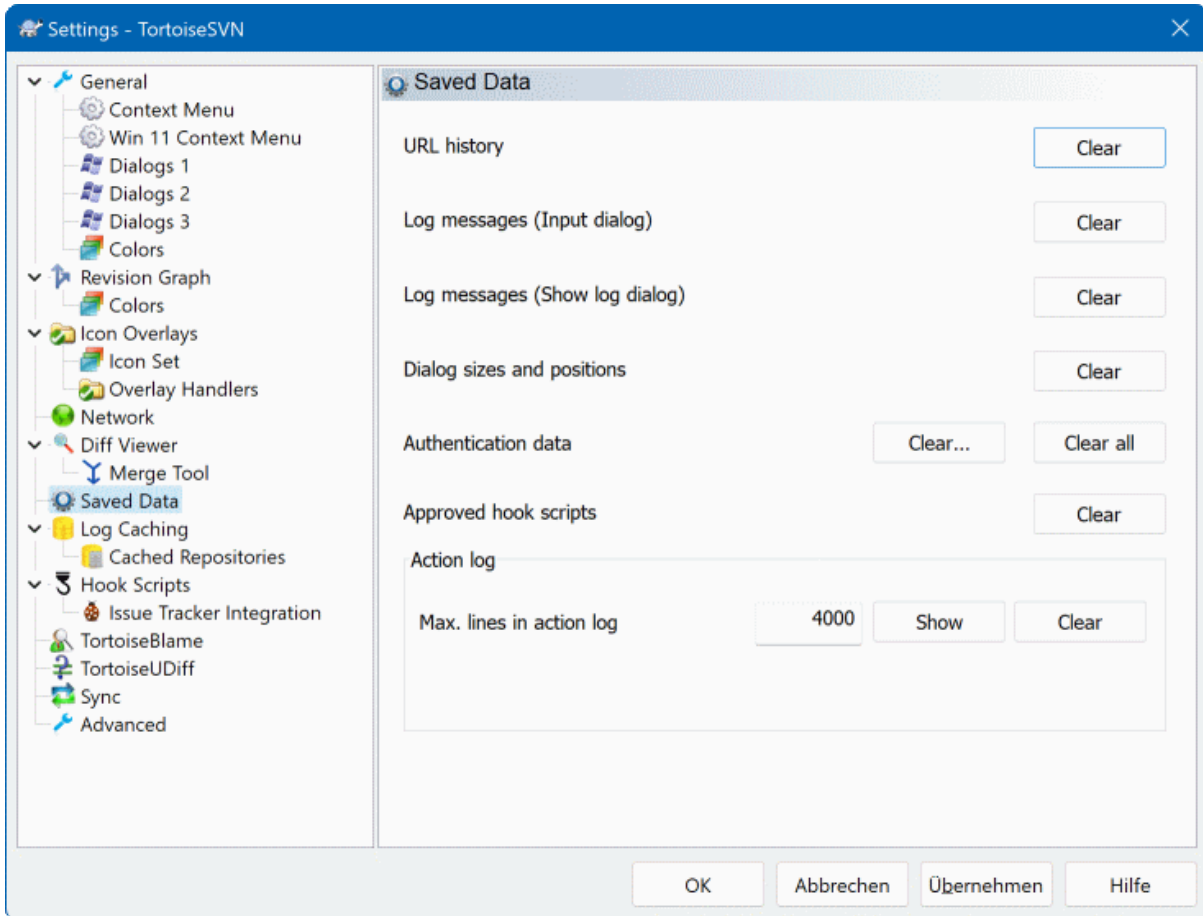 Settings - TortoiseSVN
General
Context Menu
Win 11 Context Menu
Dialogs 1
Dialogs 2
Dialogs 3
Colors
Revision Graph
Colors
Icon Overlays
Icon Set
Overlay Handlers
Network
Diff Viewer
Merge Tool
Saved Data
Log Caching
Cached Repositories
Hook Scripts
Issue Tracker Integration
TortoiseBlame
TortoiseUDiff
Sync
Advanced
Saved Data
URL history Clear
Log messages (Input dialog) Clear
Log messages (Show log dialog) Clear
Dialog sizes and positions Clear
Authentication data Clear... Clear all
Approved hook scripts Clear
Action log
Max. lines in action log 4000 Show Clear
OK Abbrechen Übernehmen Hilfe